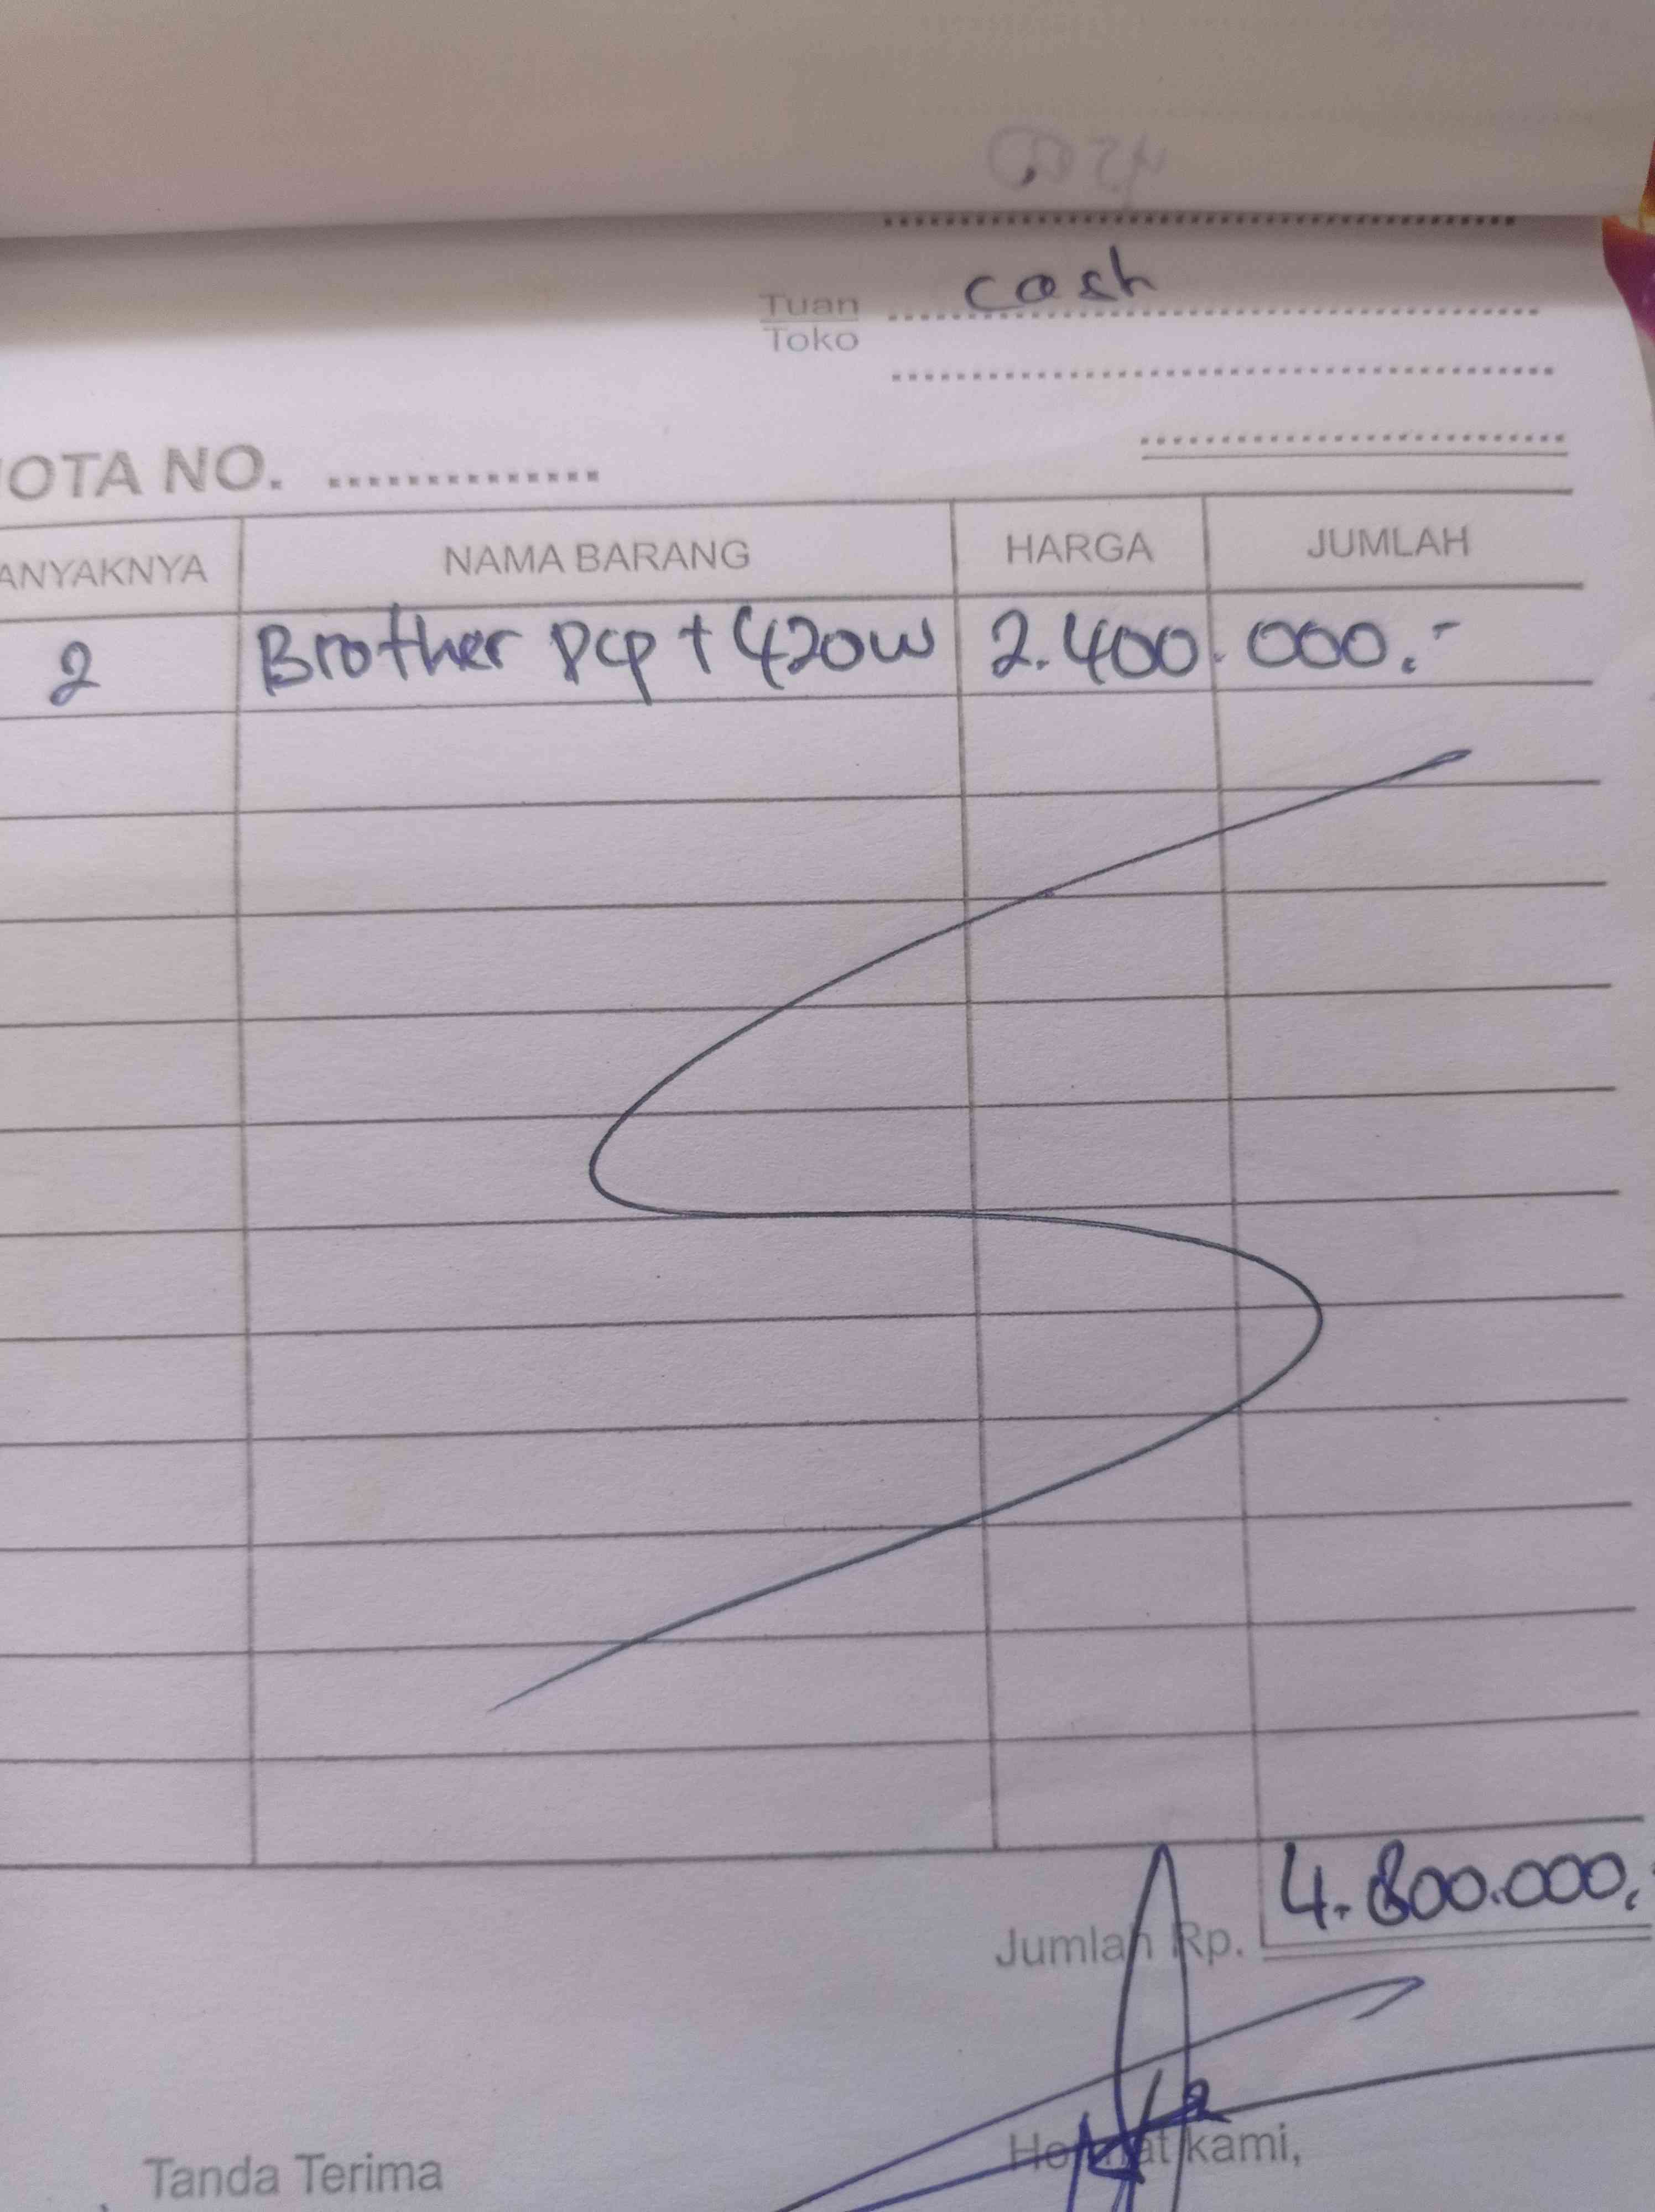 cash
Tuan
Toko
OTA NO. ..............
ANYAKNYA NAMA BARANG HARGA JUMLAH
2 Brother Dcp t 420w 2.400.000.-
Jumlah Rp. 4.800.000.
Tanda Terima Hormat kami,